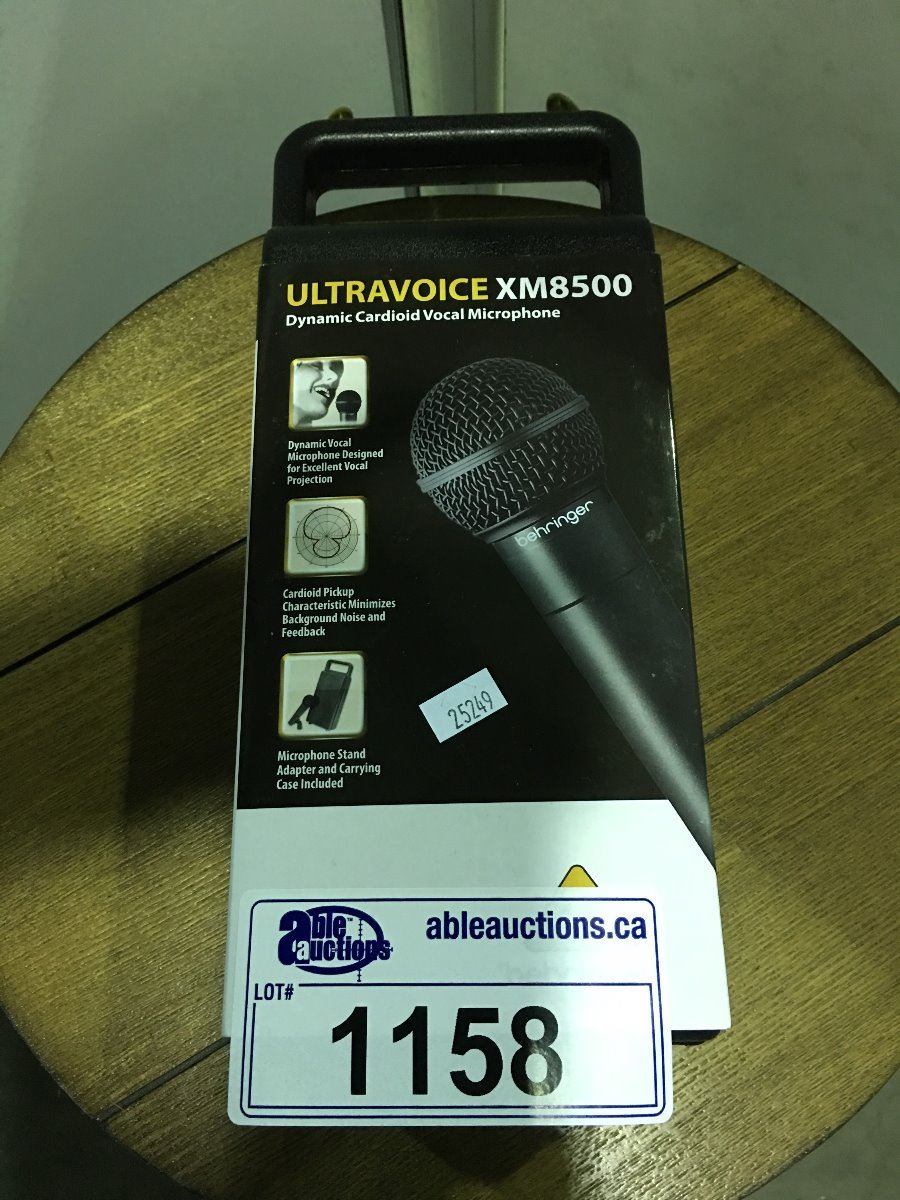 ULTRAVOICE XM8500
Dynamic Cardioid Vocal Microphone
Dynamic Vocal
Microphone Designed
for Excellent Vocal
Projection
behringer
Cardioid Pickup
Characteristic Minimizes
Background Noise and
Feedback
25249
Microphone Stand
Adapter and Carrying
Case Included
able™
auctions
ableauctions.ca
LOT#
1158